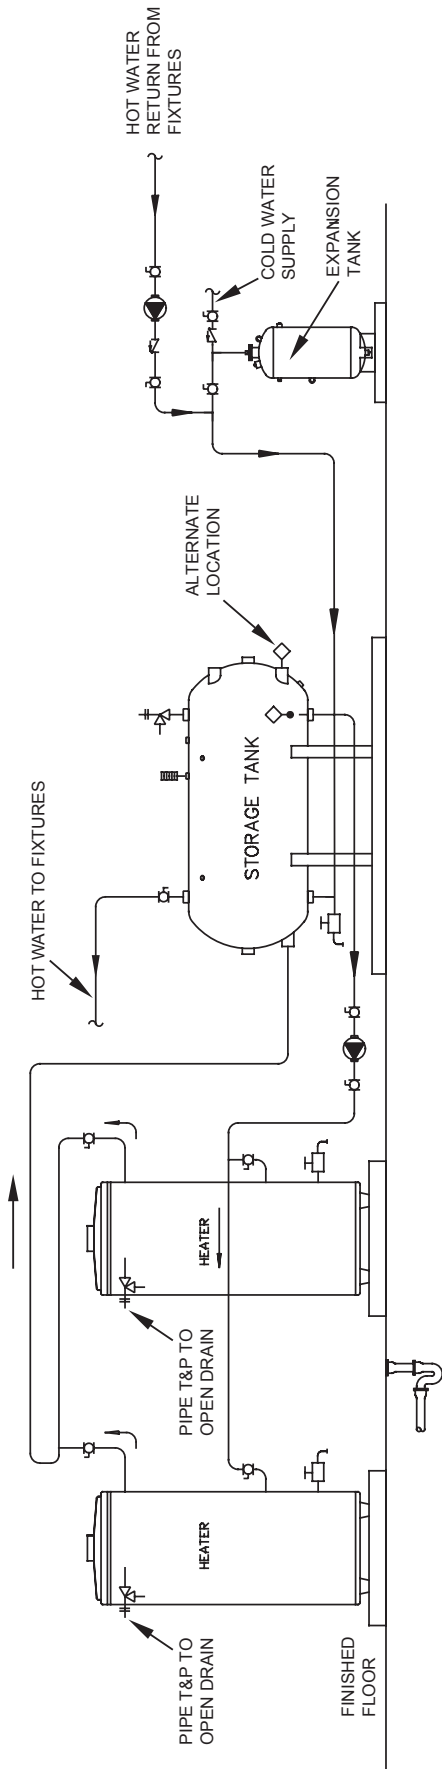 PIPE T&P TO
OPEN DRAIN
HEATER
PIPE T&P TO
OPEN DRAIN
HEATER
HOT WATER TO FIXTURES
STORAGE TANK
ALTERNATE
LOCATION
HOT WATER
RETURN FROM
FIXTURES
COLD WATER
SUPPLY
EXPANSION
TANK
FINISHED
FLOOR